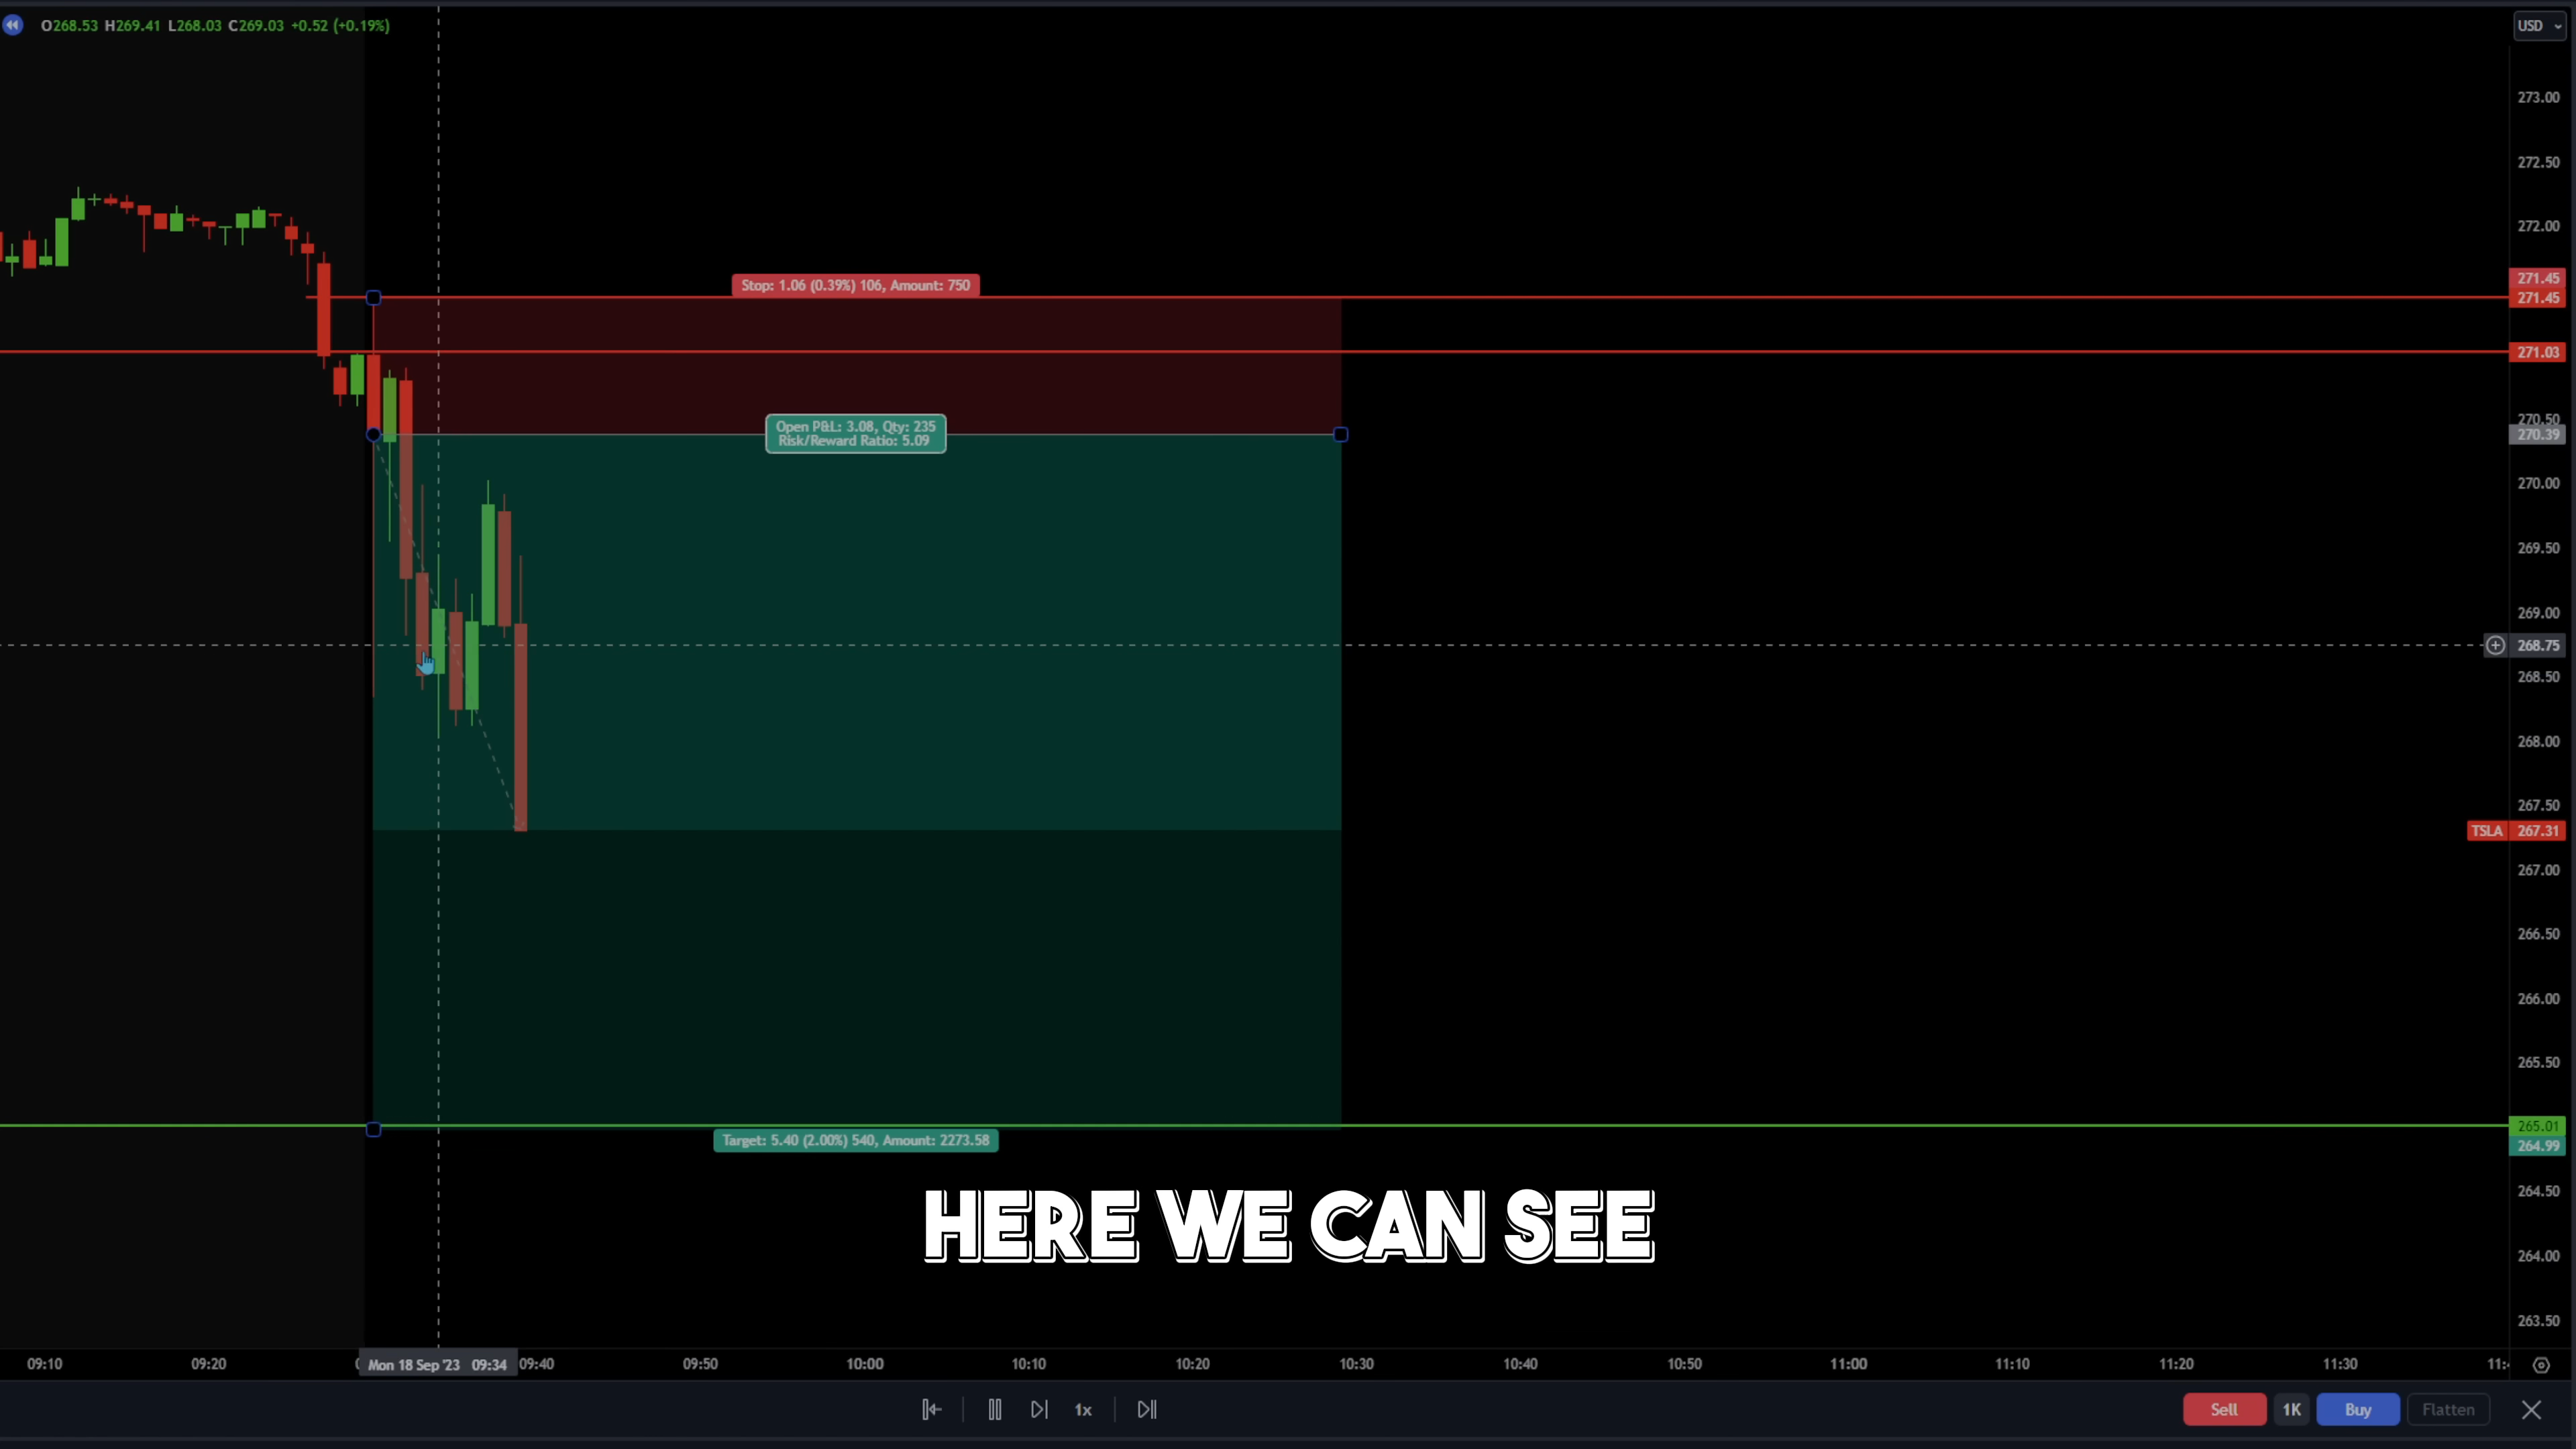 O268.53 H269.41 L268.03 C269.03 +0.52 (+0.19%)
USD
273.00
272.50
272.00
Stop: 1.06 (0.39%) 106, Amount: 750
271.45
271.45
271.03
Open P&L: 3.08, Qty: 235
Risk/Reward Ratio: 5.09
270.50
270.39
270.00
269.50
269.00
268.75
268.50
268.00
267.50
TSLA 267.31
267.00
266.50
266.00
265.50
265.01
Target: 5.40 (2.00%) 540, Amount: 2273.58
264.99
HERE WE CAN SEE
264.50
264.00
263.50
09:10 09:20 Mon 18 Sep '23 09:34 09:40 09:50 10:00 10:10 10:20 10:30 10:40 10:50 11:00 11:10 11:20 11:30
1x
Sell 1K Buy Flatten